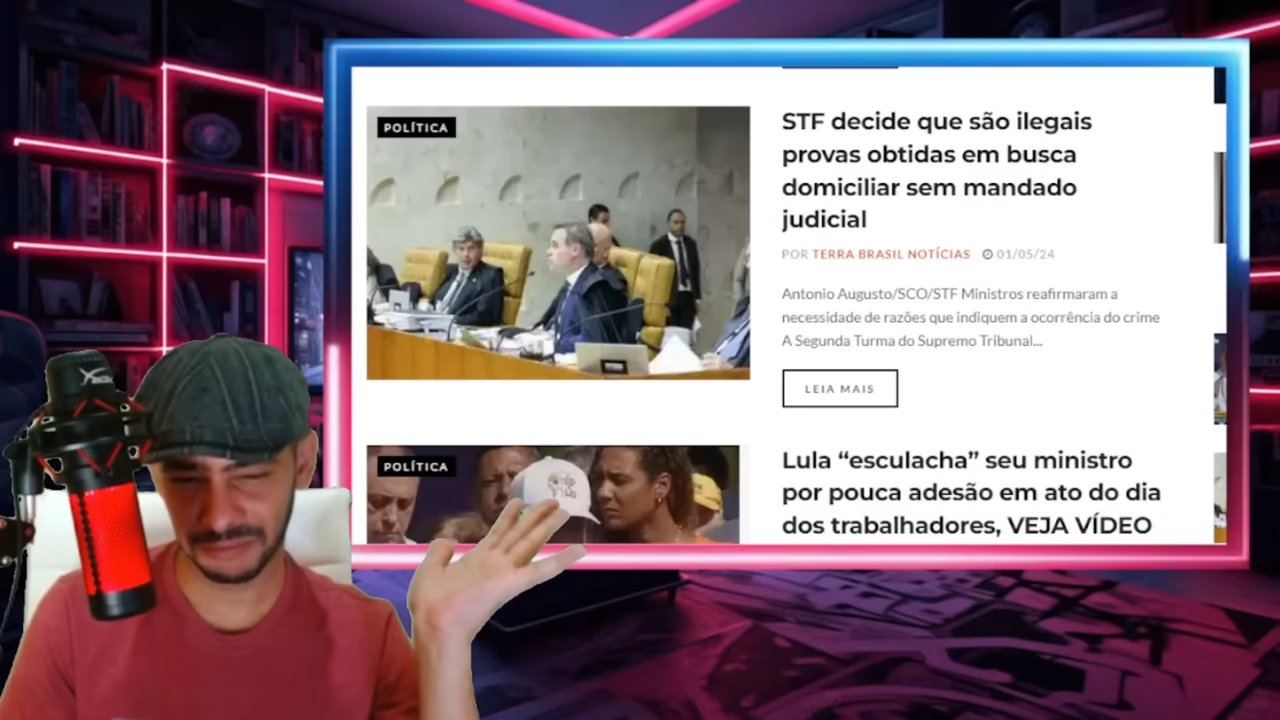 POLÍTICA
STF decide que são ilegais
provas obtidas em busca
domiciliar sem mandado
judicial
POR TERRA BRASIL NOTÍCIAS 01/05/24
Antonio Augusto/SCO/STF Ministros reafirmaram a
necessidade de razões que indiquem a ocorrência do crime
A Segunda Turma do Supremo Tribunal...
LEIA MAIS
POLÍTICA
Lula “esculacha” seu ministro
por pouca adesão em ato do dia
dos trabalhadores, VEJA VÍDEO